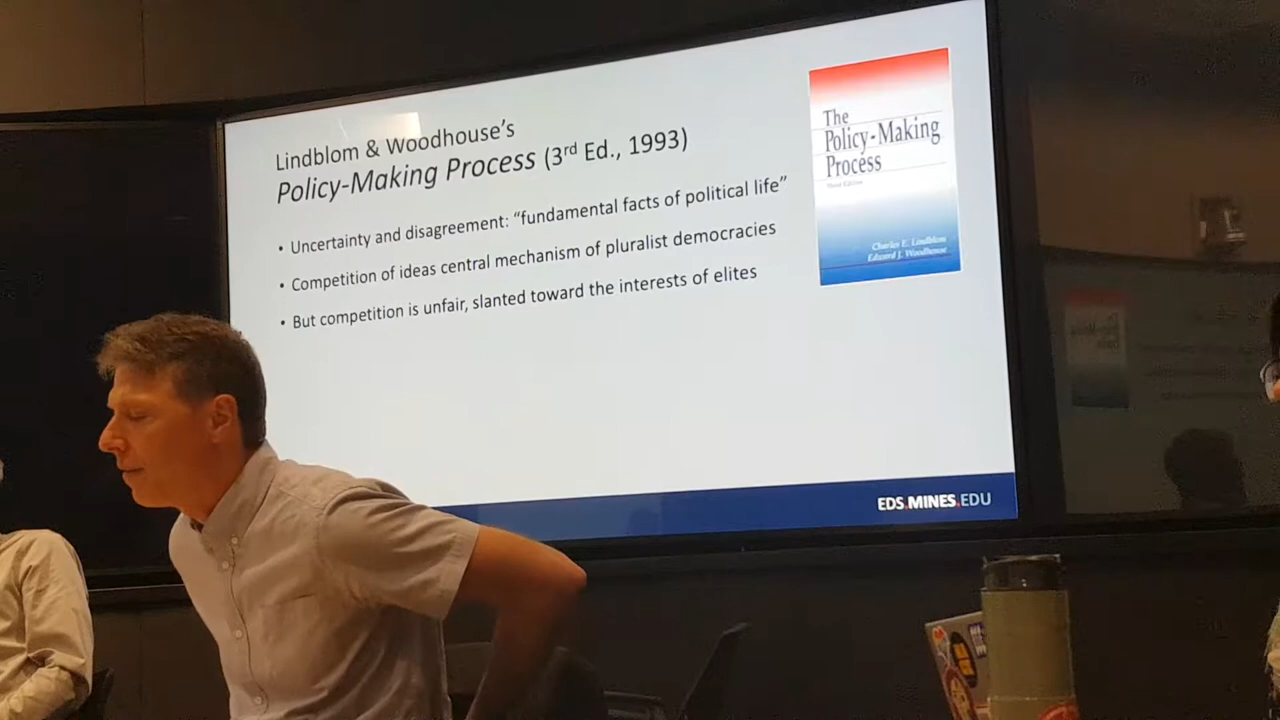 Lindblom & Woodhouse's
Policy-Making Process (3rd Ed., 1993)
• Uncertainty and disagreement: “fundamental facts of political life”
• Competition of ideas central mechanism of pluralist democracies
• But competition is unfair, slanted toward the interests of elites
The
Policy-Making
Process
Third Edition
Charles E. Lindblom
Edward J. Woodhouse
EDS.MINES.EDU